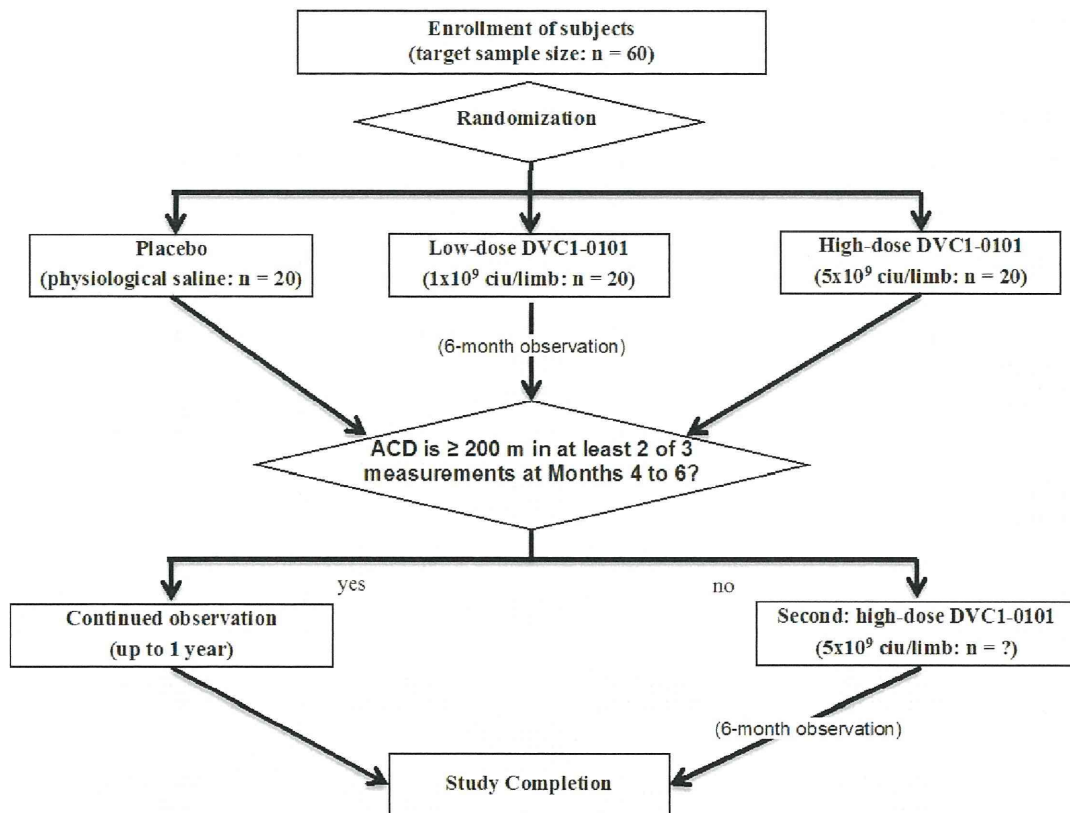 Enrollment of subjects
(target sample size: n = 60)
Randomization
Placebo
(physiological saline: n = 20)
Low-dose DVC1-0101
(1x10⁹ ciu/limb: n = 20)
High-dose DVC1-0101
(5x10⁹ ciu/limb: n = 20)
(6-month observation)
ACD is ≥ 200 m in at least 2 of 3
measurements at Months 4 to 6?
yes
no
Continued observation
(up to 1 year)
Second: high-dose DVC1-0101
(5x10⁹ ciu/limb: n = ?)
(6-month observation)
Study Completion